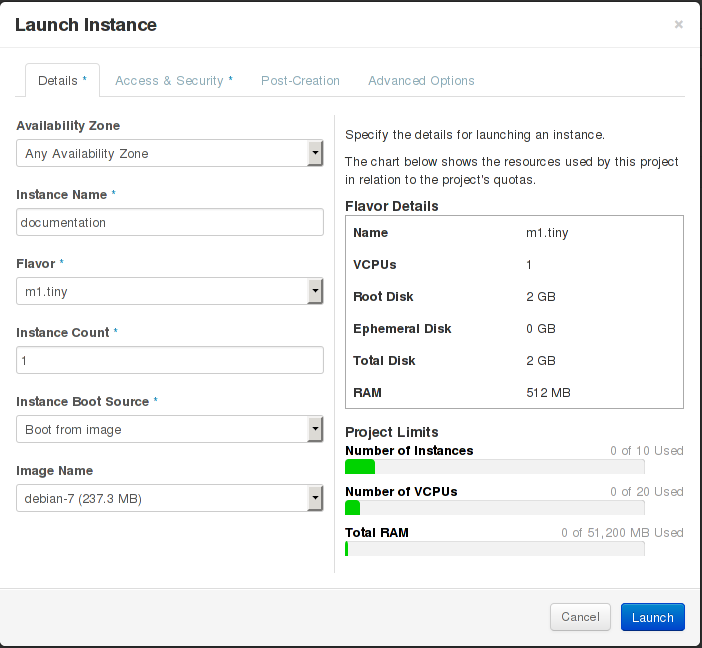 Launch Instance
×
Details *
Access & Security *
Post-Creation
Advanced Options
Availability Zone
Any Availability Zone
Instance Name *
documentation
Flavor *
m1.tiny
Instance Count *
1
Instance Boot Source *
Boot from image
Image Name
debian-7 (237.3 MB)
Specify the details for launching an instance.
The chart below shows the resources used by this project
in relation to the project's quotas.
Flavor Details
Name m1.tiny
VCPUs 1
Root Disk 2 GB
Ephemeral Disk 0 GB
Total Disk 2 GB
RAM 512 MB
Project Limits
Number of Instances 0 of 10 Used
Number of VCPUs 0 of 20 Used
Total RAM 0 of 51,200 MB Used
Cancel
Launch